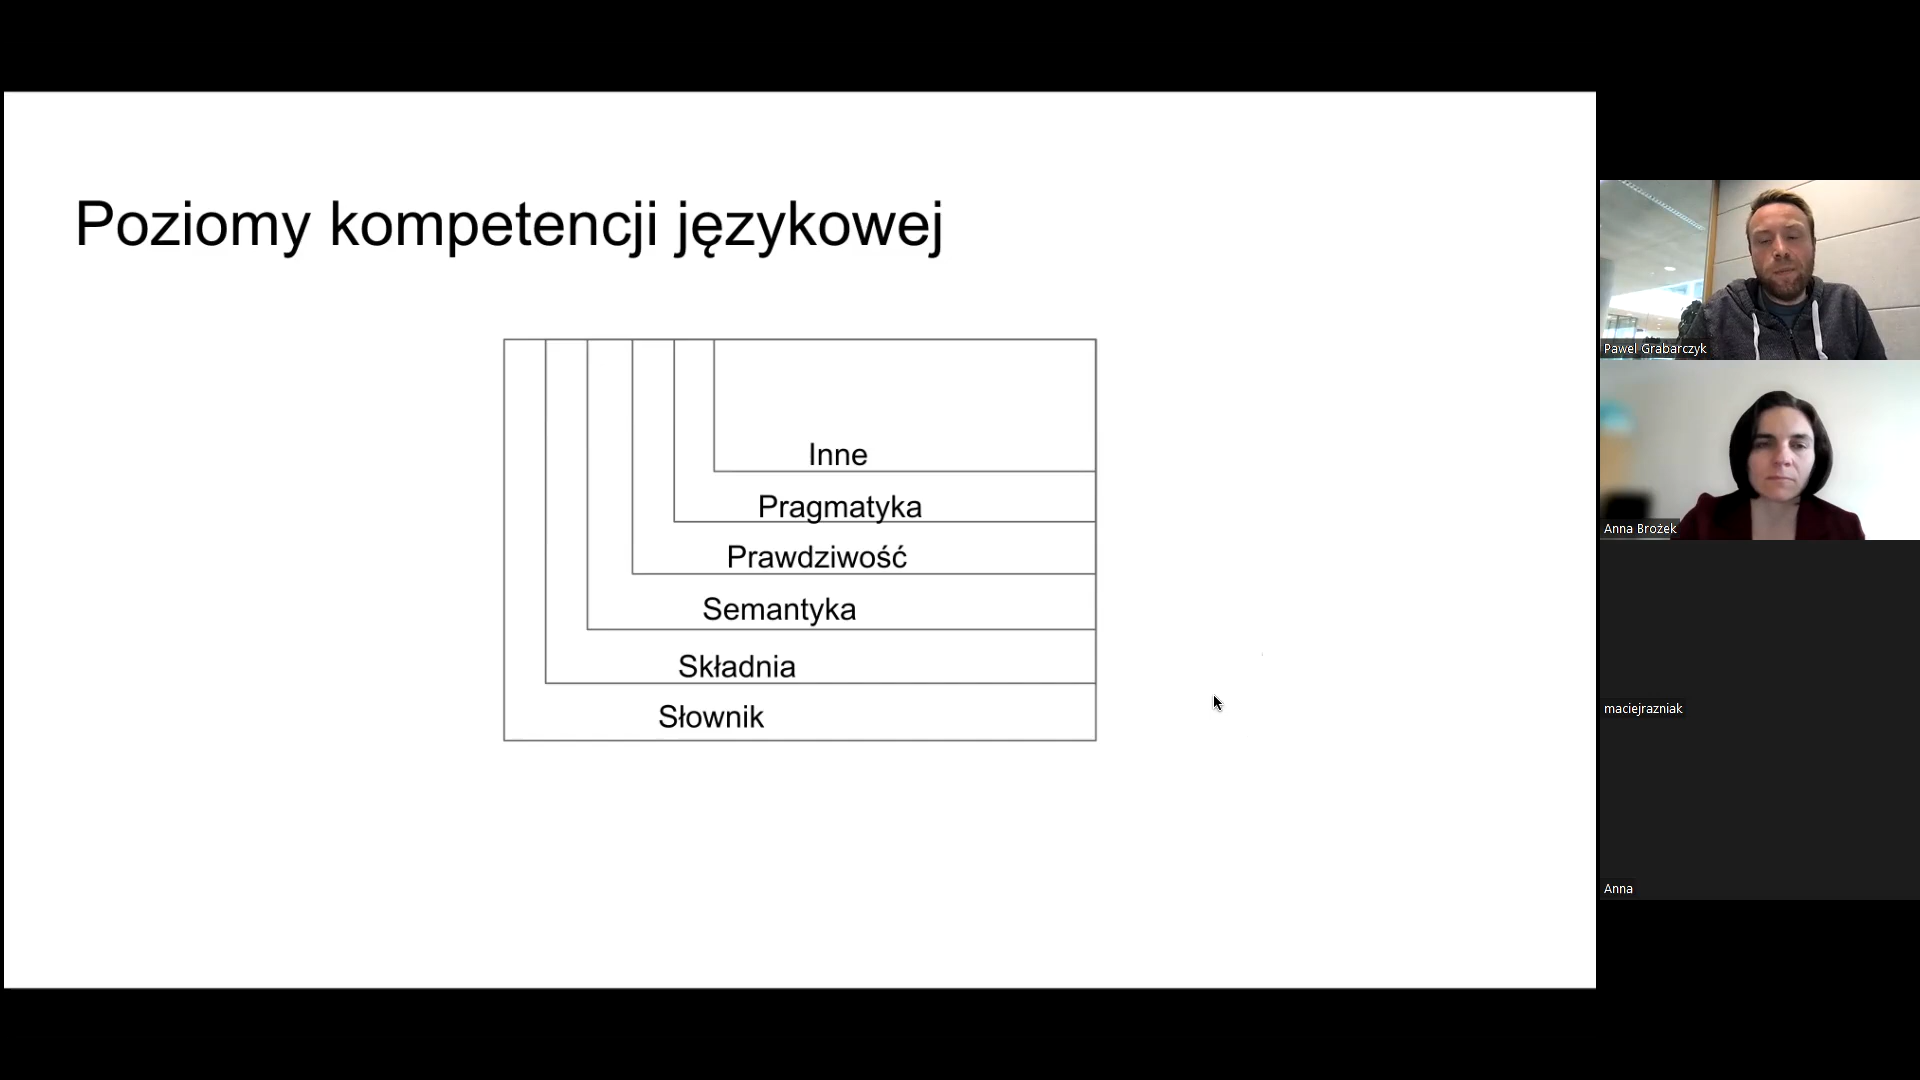 Poziomy kompetencji językowej
Inne
Pragmatyka
Prawdziwość
Semantyka
Składnia
Słownik
Pawel Grabarczyk
Anna Brożek
maciejrazniak
Anna